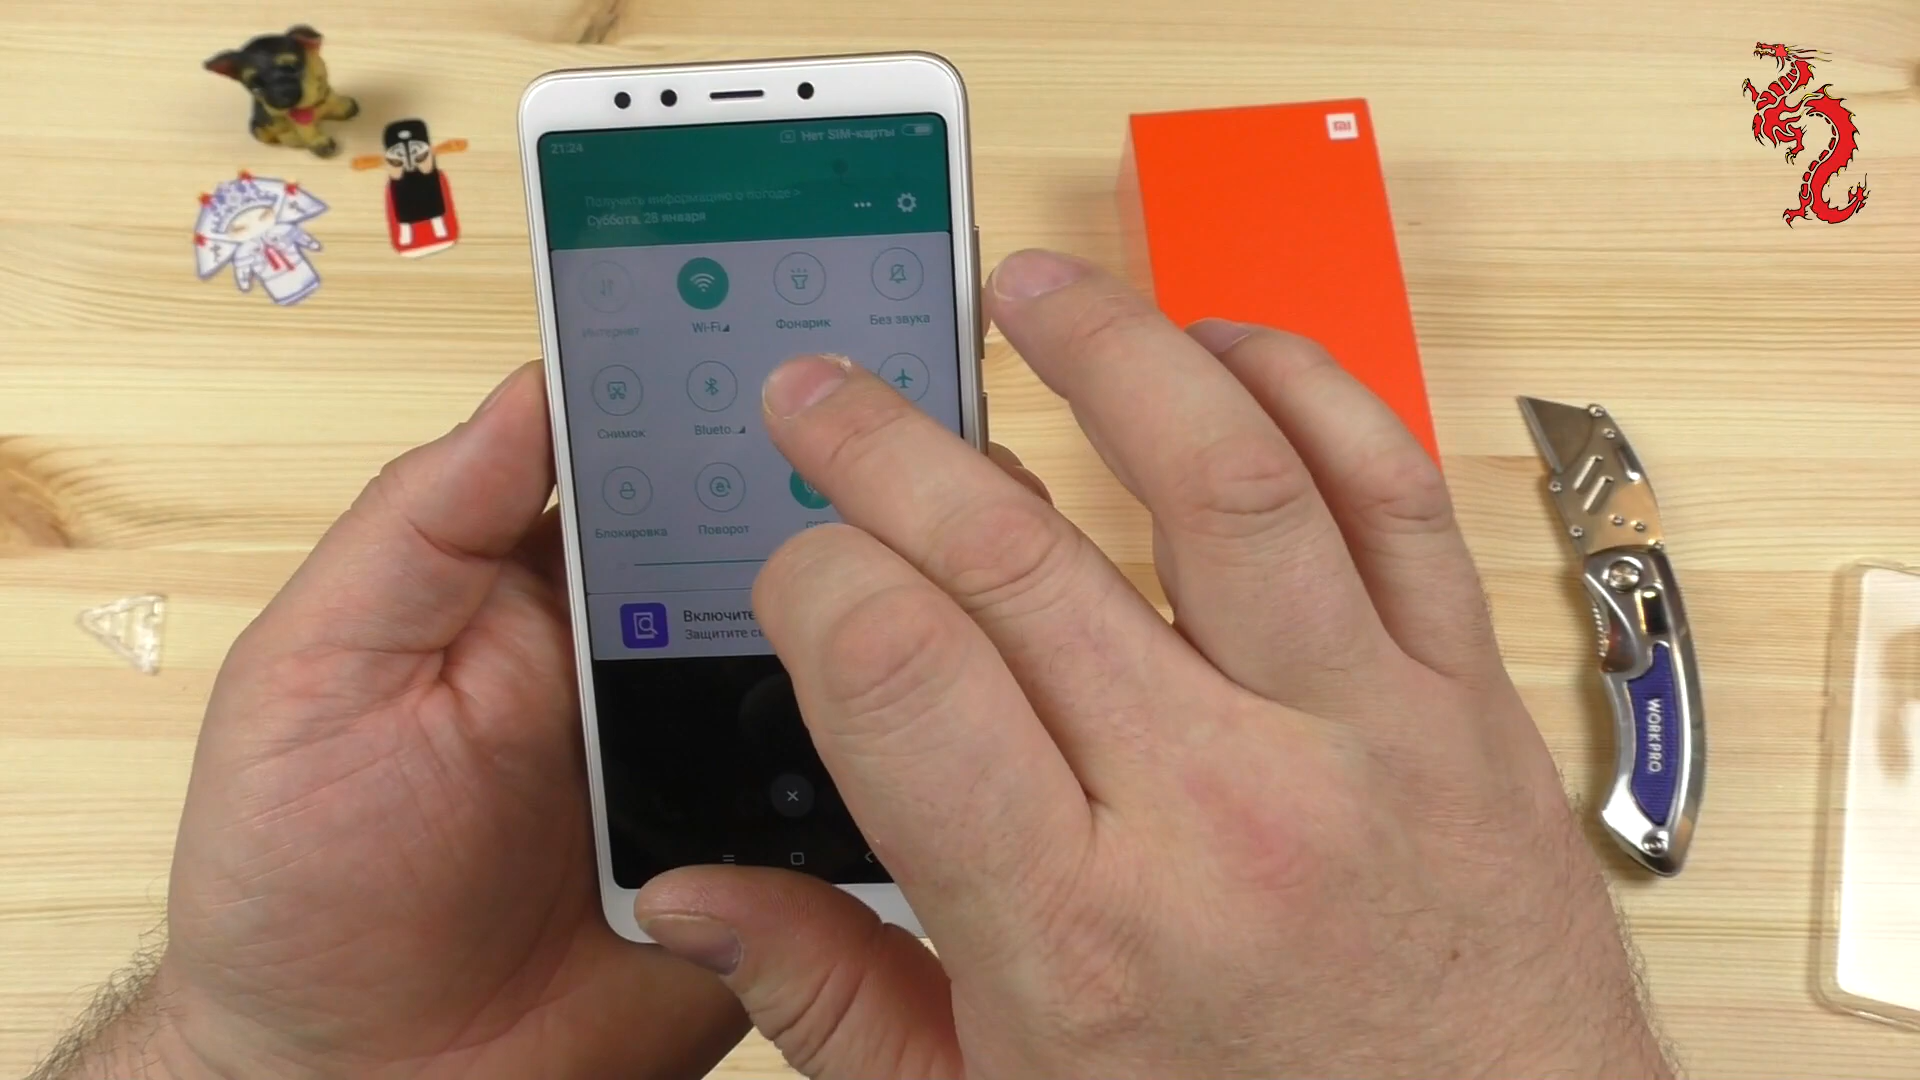 21:24
Нет SIM-карты
Получить информацию о погоде >
Суббота, 28 января
Интернет
Wi-Fi
Фонарик
Без звука
Снимок
Blueto...
Блокировка
Поворот
Включите
Защитите
mi
WORKPRO